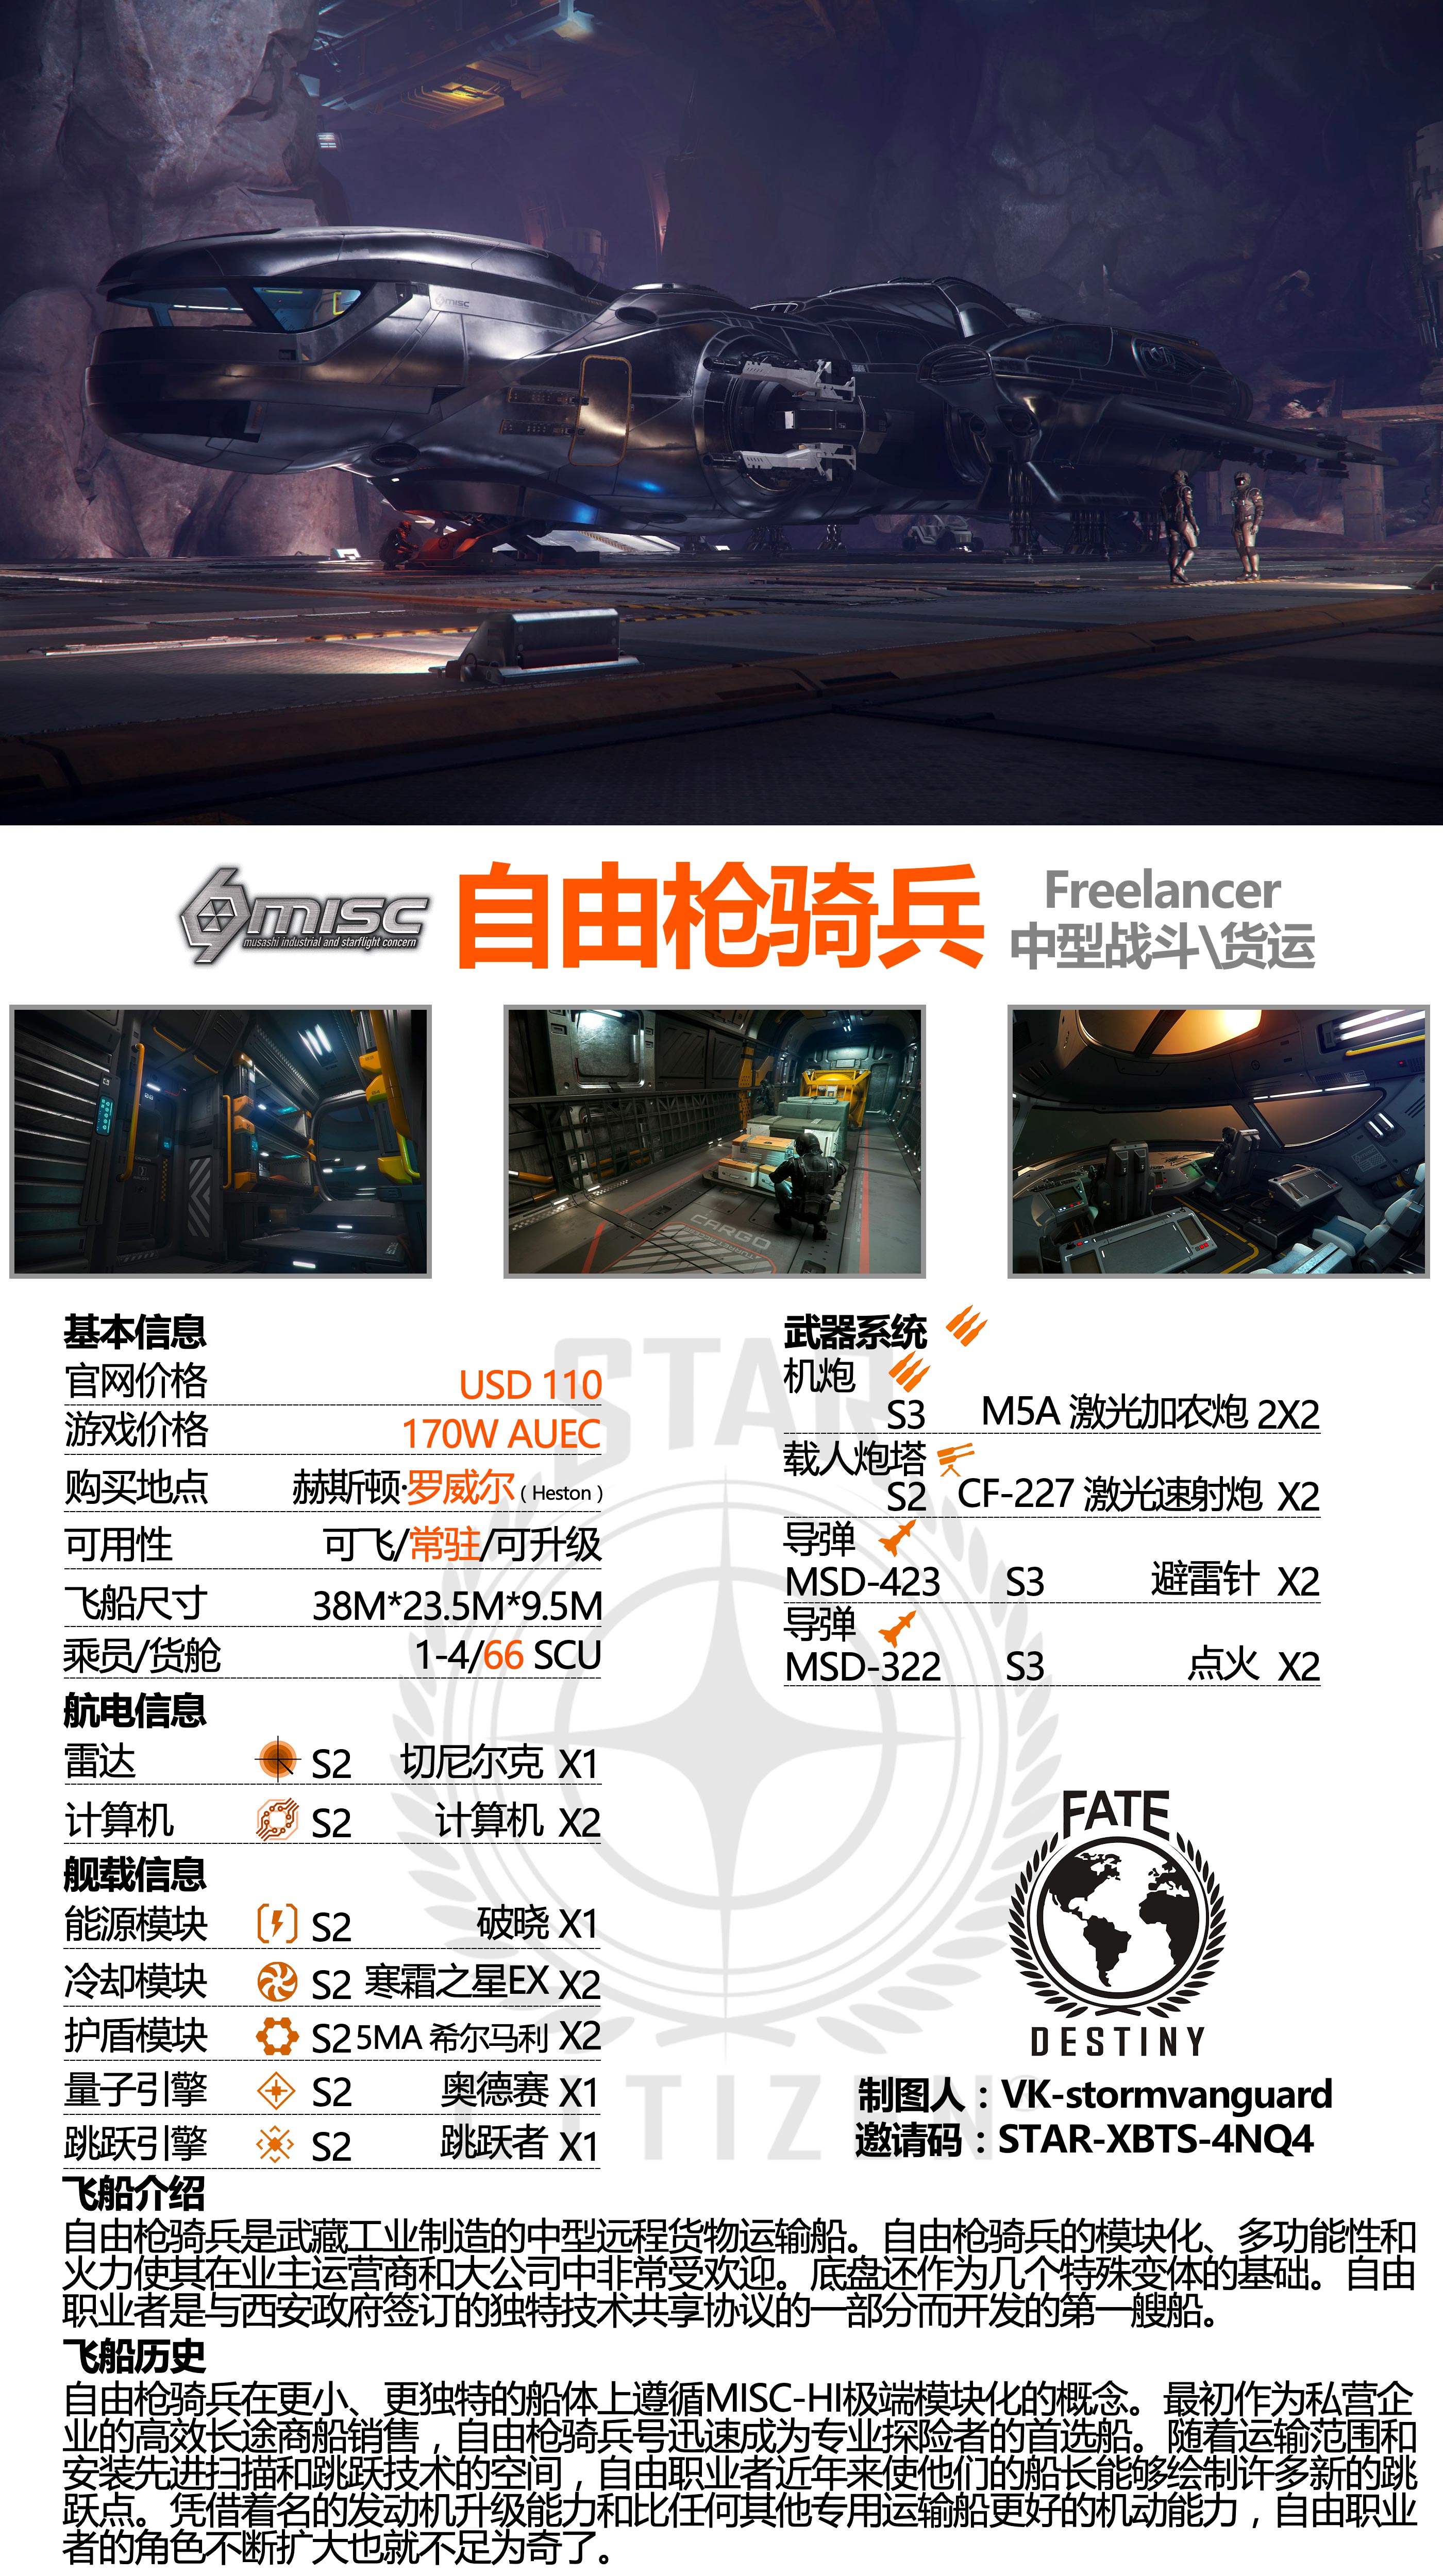 MISC
misc
musashi industrial and starflight concern
自由枪骑兵
Freelancer
中型战斗\货运
CARGO
基本信息
官网价格 USD 110
游戏价格 170W AUEC
购买地点 赫斯顿·罗威尔（Heston）
可用性 可飞/常驻/可升级
飞船尺寸 38M*23.5M*9.5M
乘员/货舱 1-4/66 SCU
航电信息
雷达 S2 切尼尔克 X1
计算机 S2 计算机 X2
舰载信息
能源模块 S2 破晓 X1
冷却模块 S2 寒霜之星EX X2
护盾模块 S2 5MA 希尔马利 X2
量子引擎 S2 奥德赛 X1
跳跃引擎 S2 跳跃者 X1
武器系统
机炮
S3 M5A 激光加农炮 2X2
载人炮塔
S2 CF-227 激光速射炮 X2
导弹
MSD-423 S3 避雷针 X2
导弹
MSD-322 S3 点火 X2
STAR
CITIZEN
FATE
DESTINY
制图人：VK-stormvanguard
邀请码：STAR-XBTS-4NQ4
飞船介绍
自由枪骑兵是武藏工业制造的中型远程货物运输船。自由枪骑兵的模块化、多功能性和
火力使其在业主运营商和大公司中非常受欢迎。底盘还作为几个特殊变体的基础。自由
职业者是与西安政府签订的独特技术共享协议的一部分而开发的第一艘船。
飞船历史
自由枪骑兵在更小、更独特的船体上遵循MISC-HI极端模块化的概念。最初作为私营企
业的高效长途商船销售，自由枪骑兵号迅速成为专业探险者的首选船。随着运输范围和
安装先进扫描和跳跃技术的空间，自由职业者近年来使他们的船长能够绘制许多新的跳
跃点。凭借着名的发动机升级能力和比任何其他专用运输船更好的机动能力，自由职业
者的角色不断扩大也就不足为奇了。